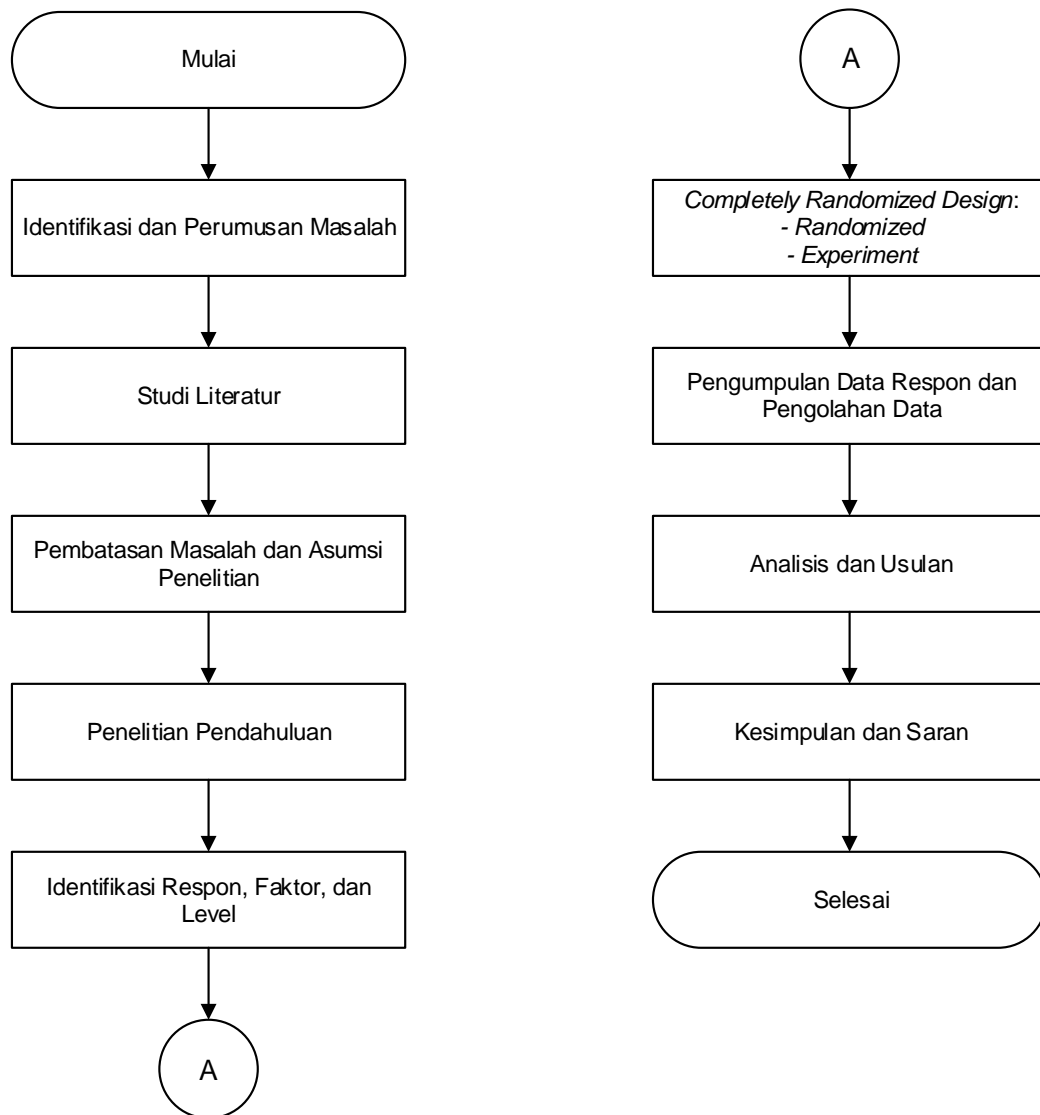 Mulai
Identifikasi dan Perumusan Masalah
Studi Literatur
Pembatasan Masalah dan Asumsi
Penelitian
Penelitian Pendahuluan
Identifikasi Respon, Faktor, dan
Level
A
A
Completely Randomized Design:
- Randomized
- Experiment
Pengumpulan Data Respon dan
Pengolahan Data
Analisis dan Usulan
Kesimpulan dan Saran
Selesai